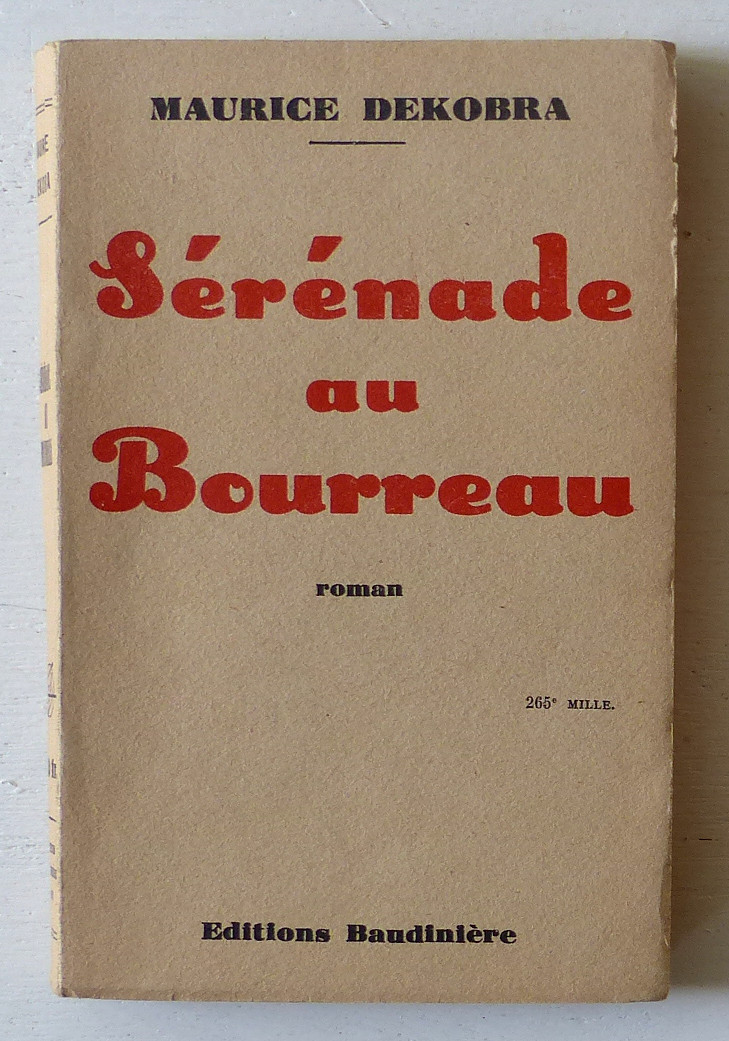 MAURICE DEKOBRA
Sérénade
au
Bourreau
roman
265e MILLE.
Editions Baudinière